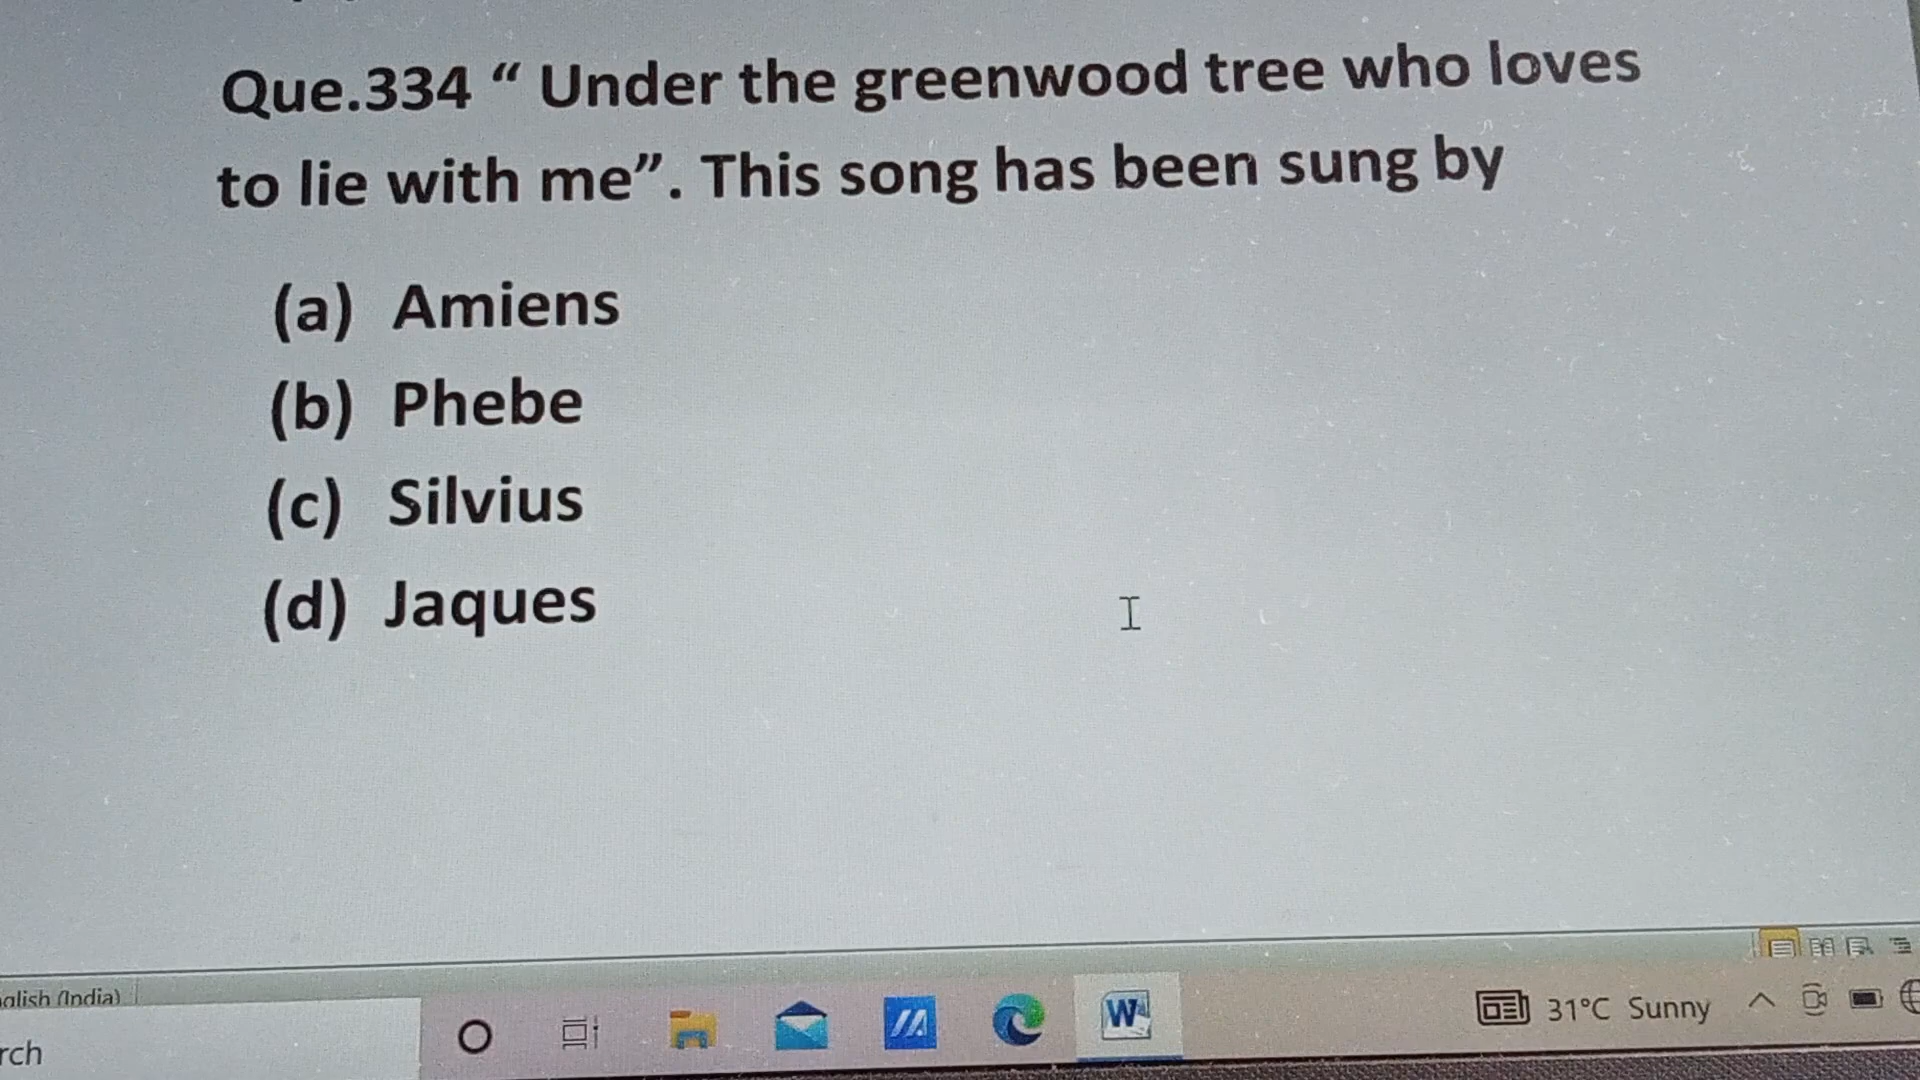 Que.334 “ Under the greenwood tree who loves
to lie with me”. This song has been sung by
(a) Amiens
(b) Phebe
(c) Silvius
(d) Jaques
(India)
31°C Sunny